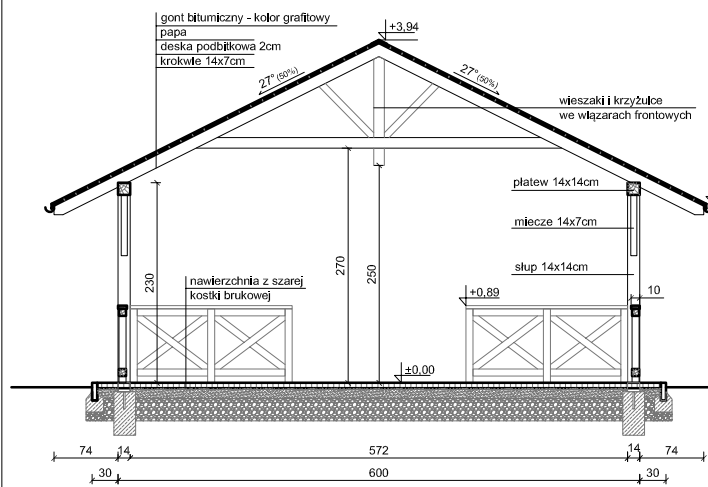 gont bitumiczny - kolor grafitowy
papa
deska podbitkowa 2cm
krokwie 14x7cm
+3,94
27° (50%)
27° (50%)
wieszaki i krzyżulce
we wiązarach frontowych
płatew 14x14cm
miecze 14x7cm
słup 14x14cm
230
270
250
10
nawierzchnia z szarej
kostki brukowej
+0,89
±0,00
74
14
572
14
74
30
600
30